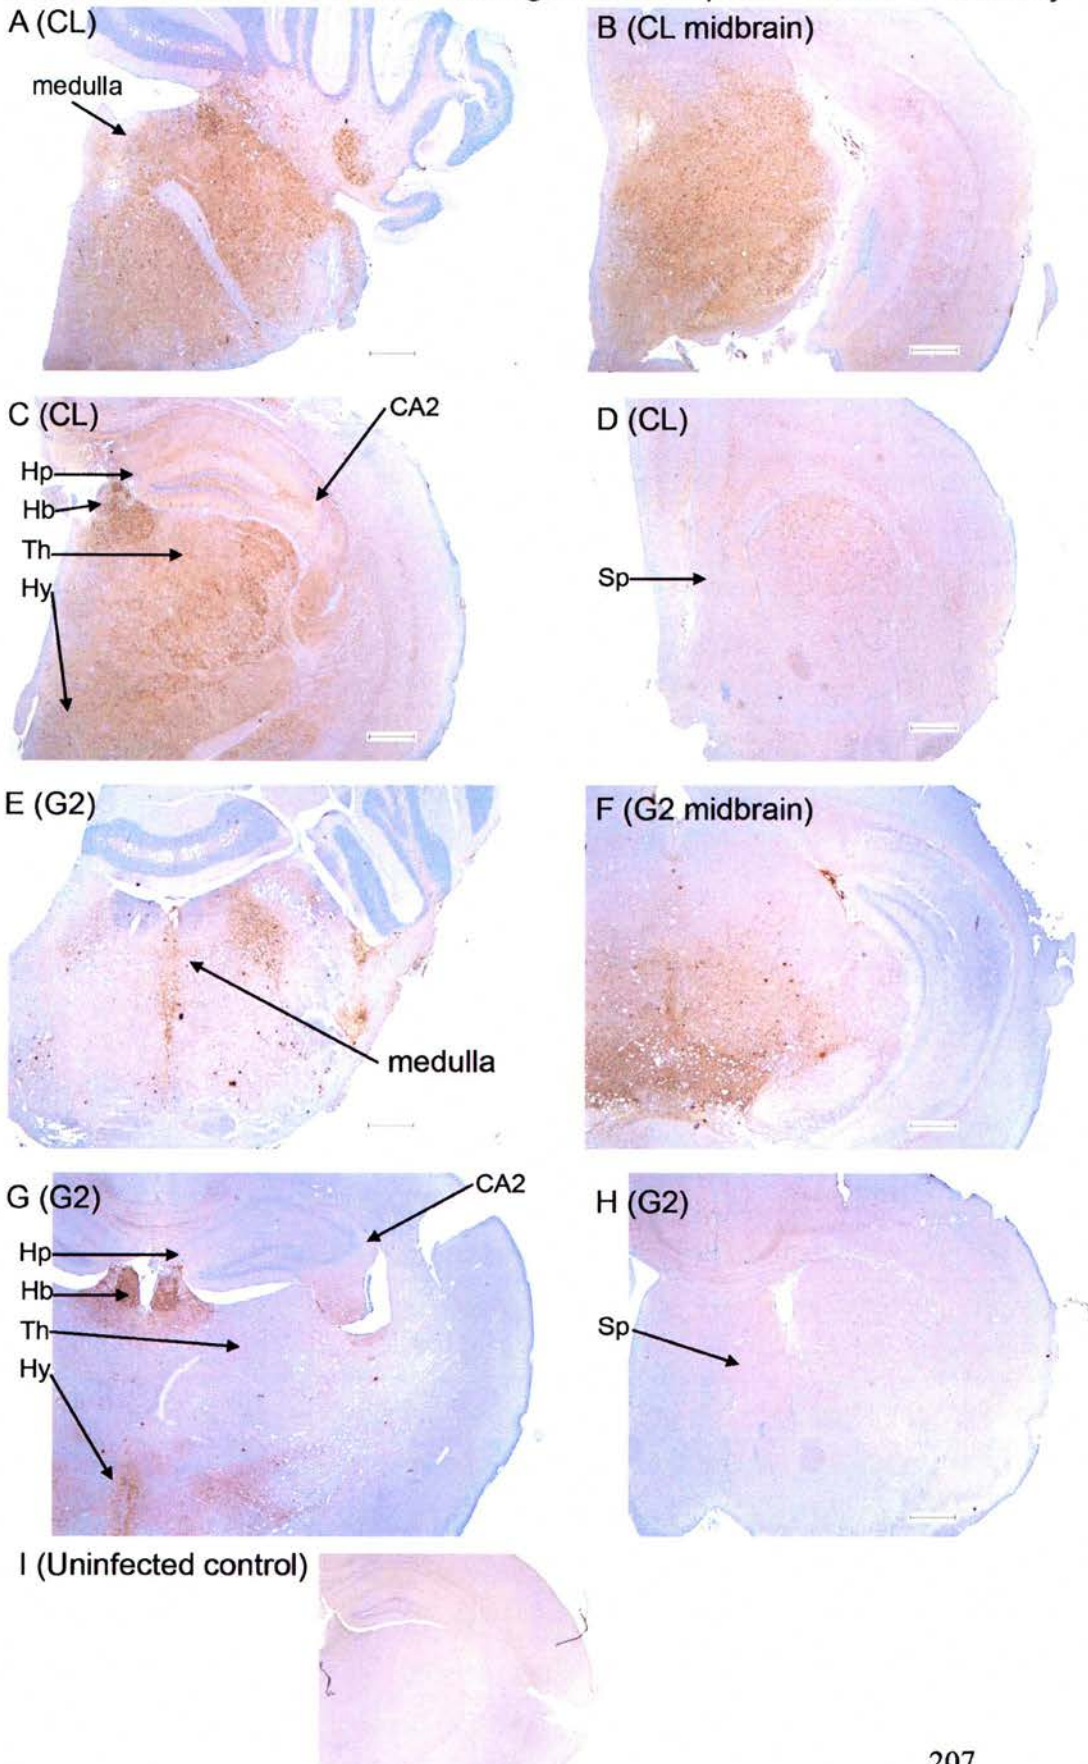 A (CL)
medulla
B (CL midbrain)
C (CL)
CA2
Hp
Hb
Th
Hy
D (CL)
Sp
E (G2)
medulla
F (G2 midbrain)
G (G2)
CA2
Hp
Hb
Th
Hy
H (G2)
Sp
I (Uninfected control)
207